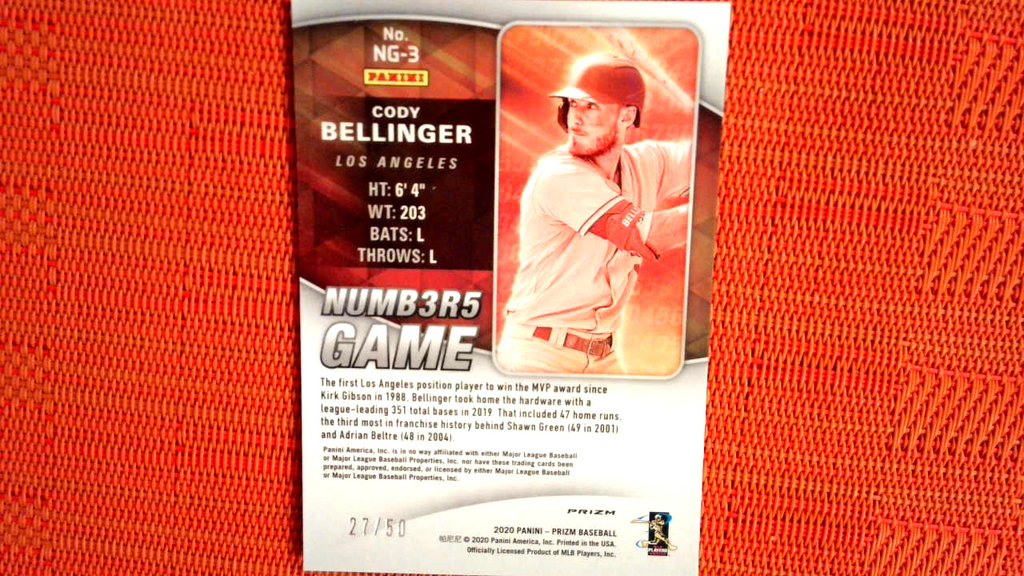 No.
NG-3
PANINI
CODY
BELLINGER
LOS ANGELES
HT: 6' 4"
WT: 203
BATS: L
THROWS: L
NUMB3R5
GAME
The first Los Angeles position player to win the MVP award since
Kirk Gibson in 1988, Bellinger took home the hardware with a
league-leading 351 total bases in 2019. That included 47 home runs,
the third most in franchise history behind Shawn Green (49 in 2001)
and Adrian Beltre (48 in 2004).
Panini America, Inc. is in no way affiliated with either Major League Baseball
or Major League Baseball Properties, Inc. nor have these trading cards been
prepared, approved, endorsed, or licensed by either Major League Baseball
or Major League Baseball Properties, Inc.
PRIZM
27/50
2020 PANINI – PRIZM BASEBALL
帕尼尼 © 2020 Panini America, Inc. Printed in the USA.
Officially Licensed Product of MLB Players, Inc.
PLAYERS